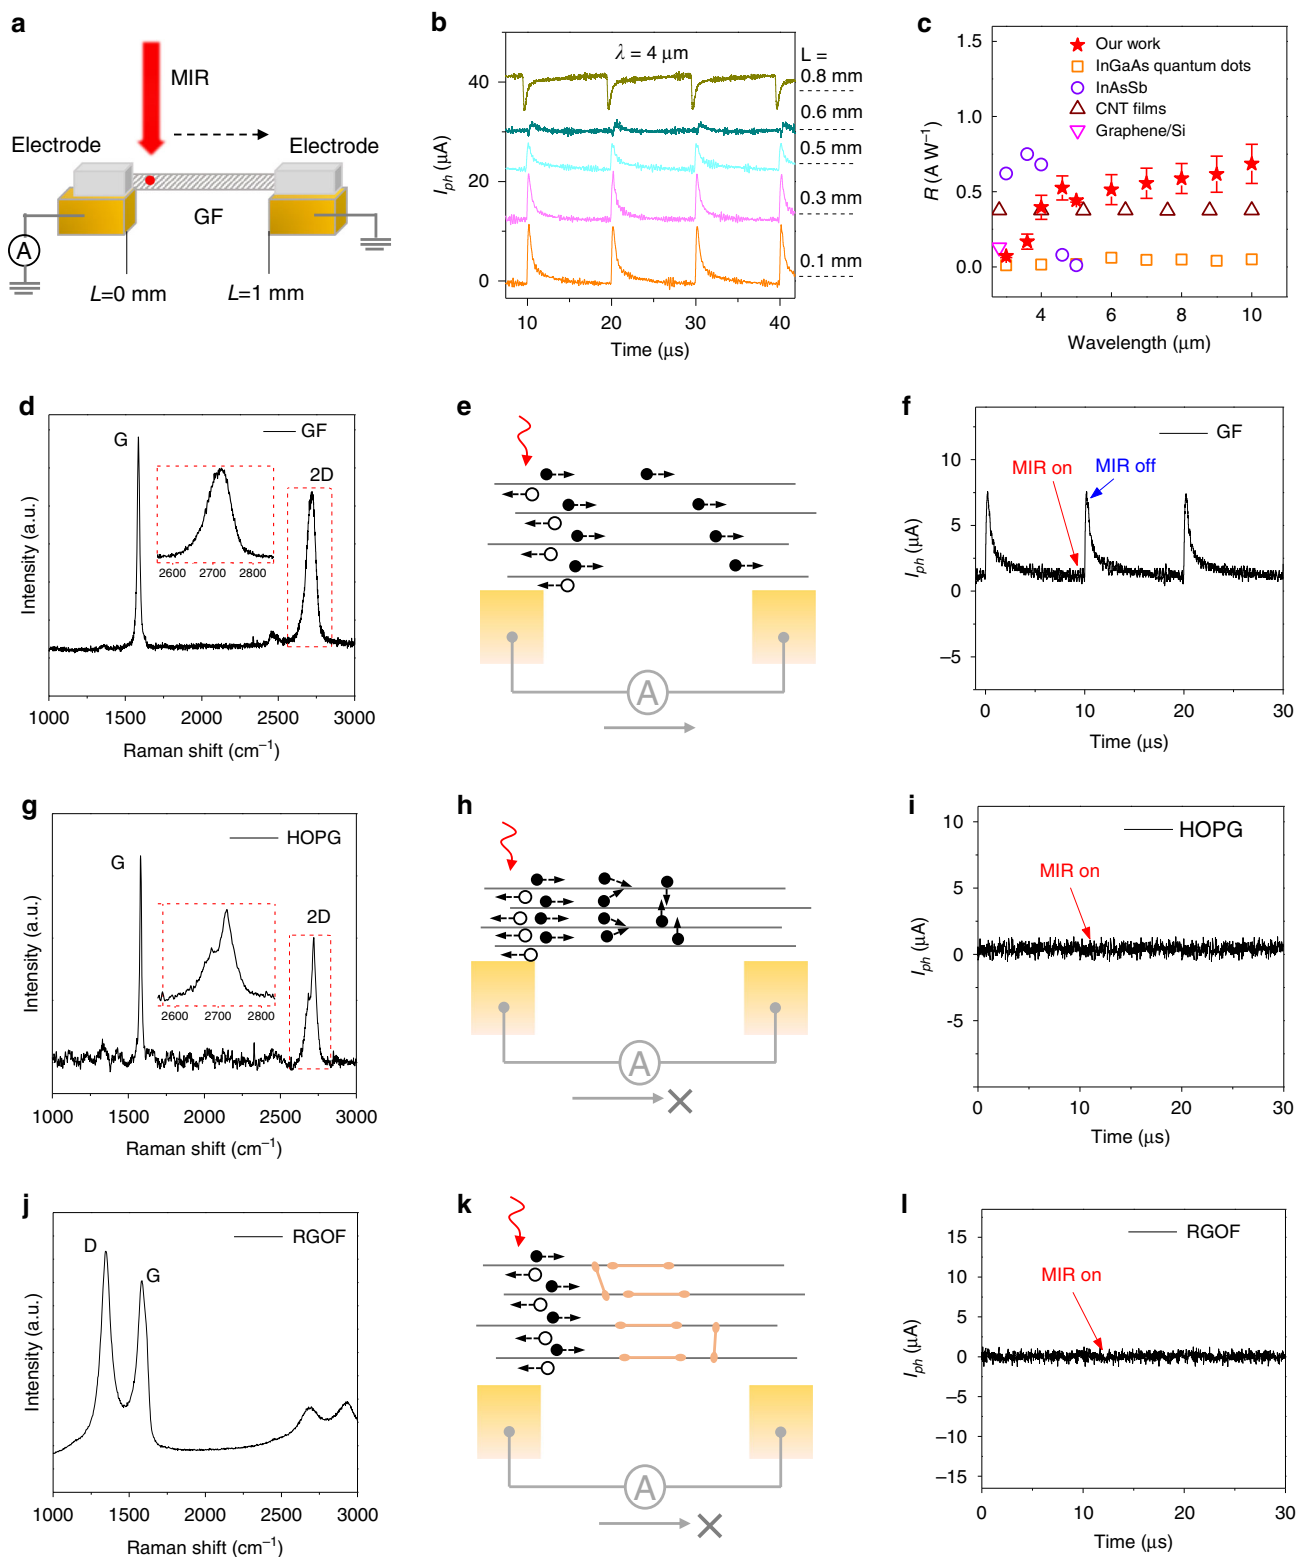 a
MIR
Electrode
Electrode
GF
A
L=0 mm
L=1 mm
b
λ = 4 μm
L =
0.8 mm
0.6 mm
0.5 mm
0.3 mm
0.1 mm
40
20
0
Iph (μA)
10
20
30
40
Time (μs)
c
Our work
InGaAs quantum dots
InAsSb
CNT films
Graphene/Si
1.5
1.0
0.5
0.0
R (A W−1)
4
6
8
10
Wavelength (μm)
d
GF
G
2D
2600
2700
2800
Intensity (a.u.)
1000
1500
2000
2500
3000
Raman shift (cm−1)
e
A
f
GF
MIR on
MIR off
10
5
0
−5
Iph (μA)
0
10
20
30
Time (μs)
g
HOPG
G
2D
2600
2700
2800
Intensity (a.u.)
1000
1500
2000
2500
3000
Raman shift (cm−1)
h
A
i
HOPG
MIR on
10
5
0
-5
Iph (μA)
0
10
20
30
Time (μs)
j
RGOF
D
G
Intensity (a.u.)
1000
1500
2000
2500
3000
Raman shift (cm−1)
k
A
l
RGOF
MIR on
15
10
5
0
−5
−10
−15
Iph (μA)
0
10
20
30
Time (μs)